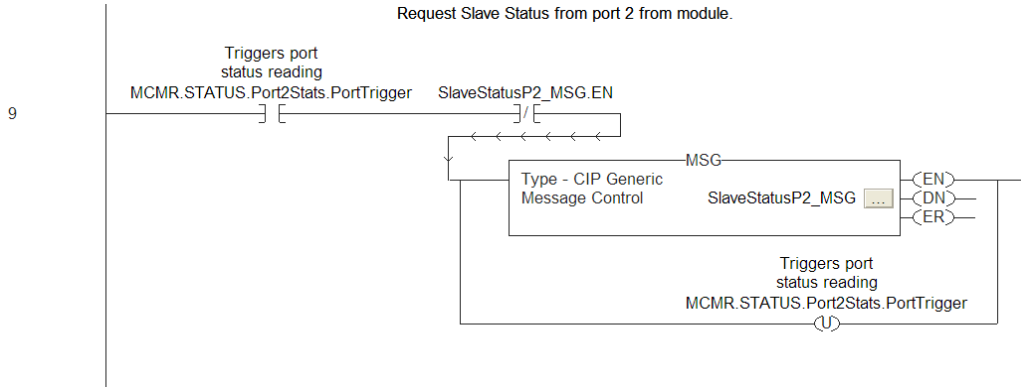 Request Slave Status from port 2 from module.
Triggers port
status reading
MCMR.STATUS.Port2Stats.PortTrigger
SlaveStatusP2_MSG.EN
9
/
MSG
Type - CIP Generic
Message Control
SlaveStatusP2_MSG
...
EN
DN
ER
Triggers port
status reading
MCMR.STATUS.Port2Stats.PortTrigger
U